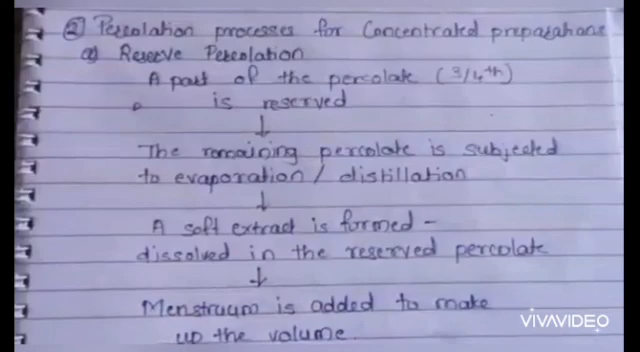 ② Percolation processes for Concentrated preparations
a) Reserve Percolation
A part of the percolate (3/4th)
is reserved
↓
The remaining percolate is subjected
to evaporation / distillation
↓
A soft extract is formed -
dissolved in the reserved percolate
↓
Menstruum is added to make
up the volume.
VIVAVIDEO